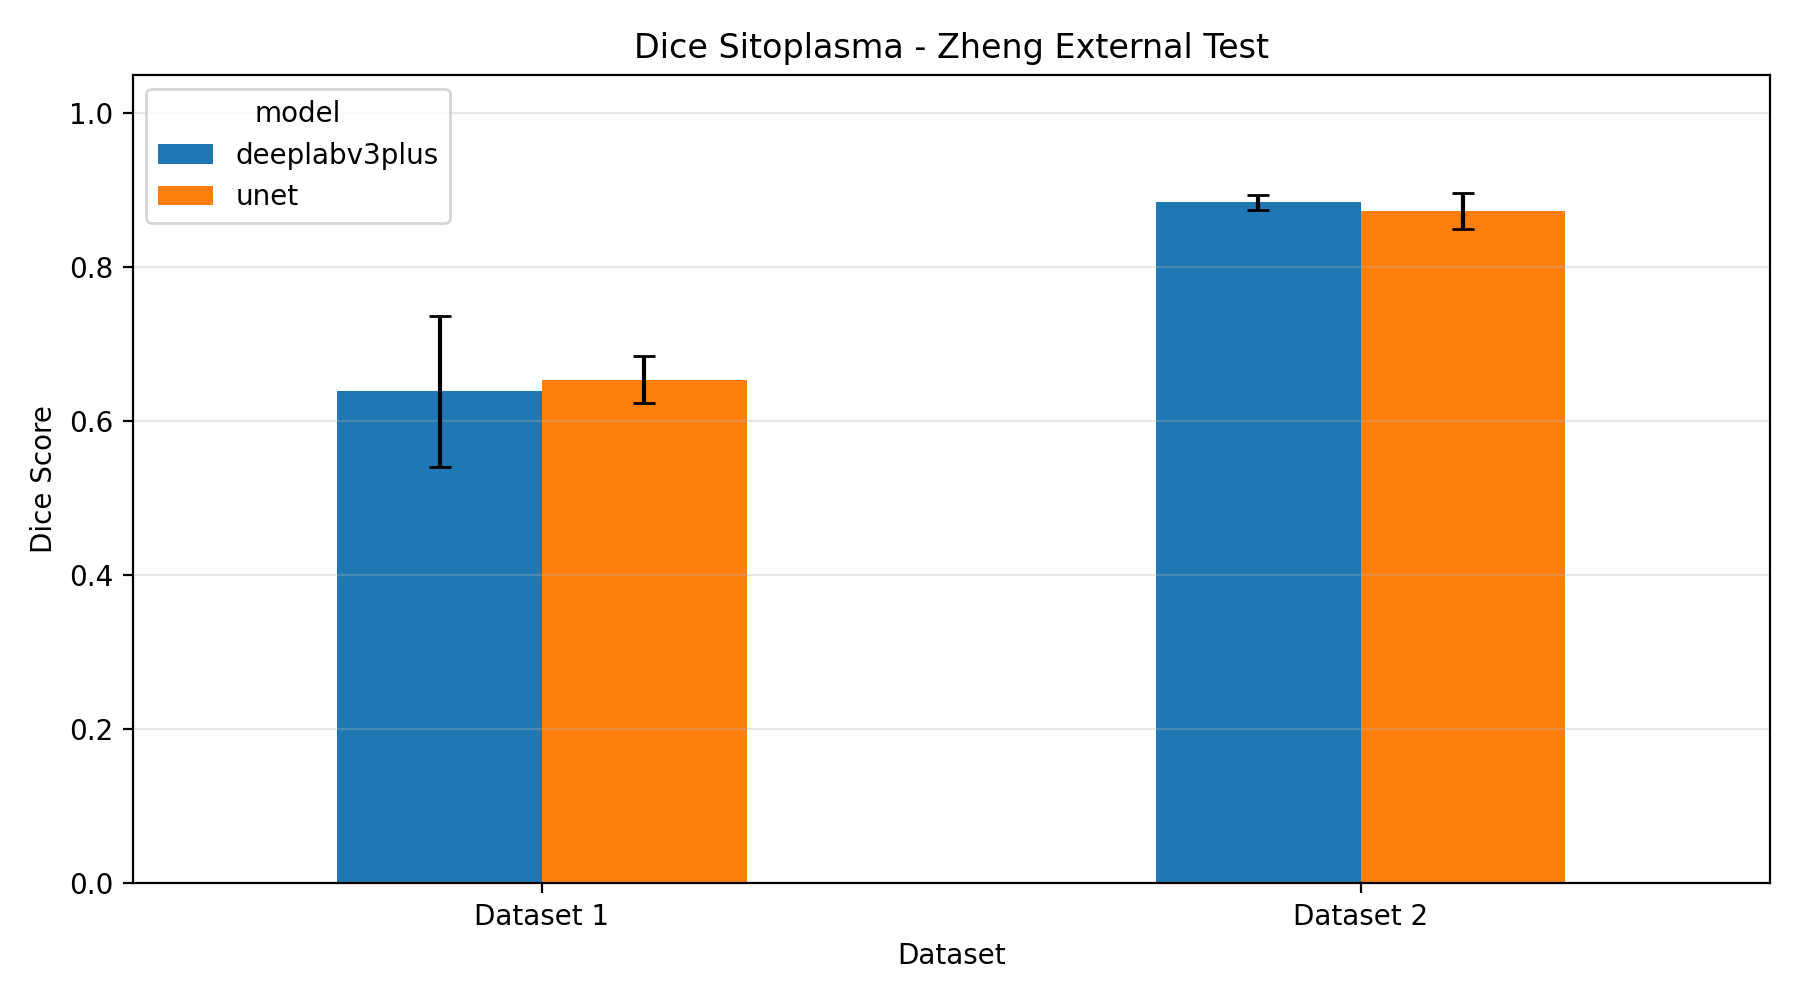 Dice Sitoplasma - Zheng External Test
model
deeplabv3plus
unet
1.0
0.8
0.6
0.4
0.2
0.0
Dice Score
Dataset 1
Dataset 2
Dataset